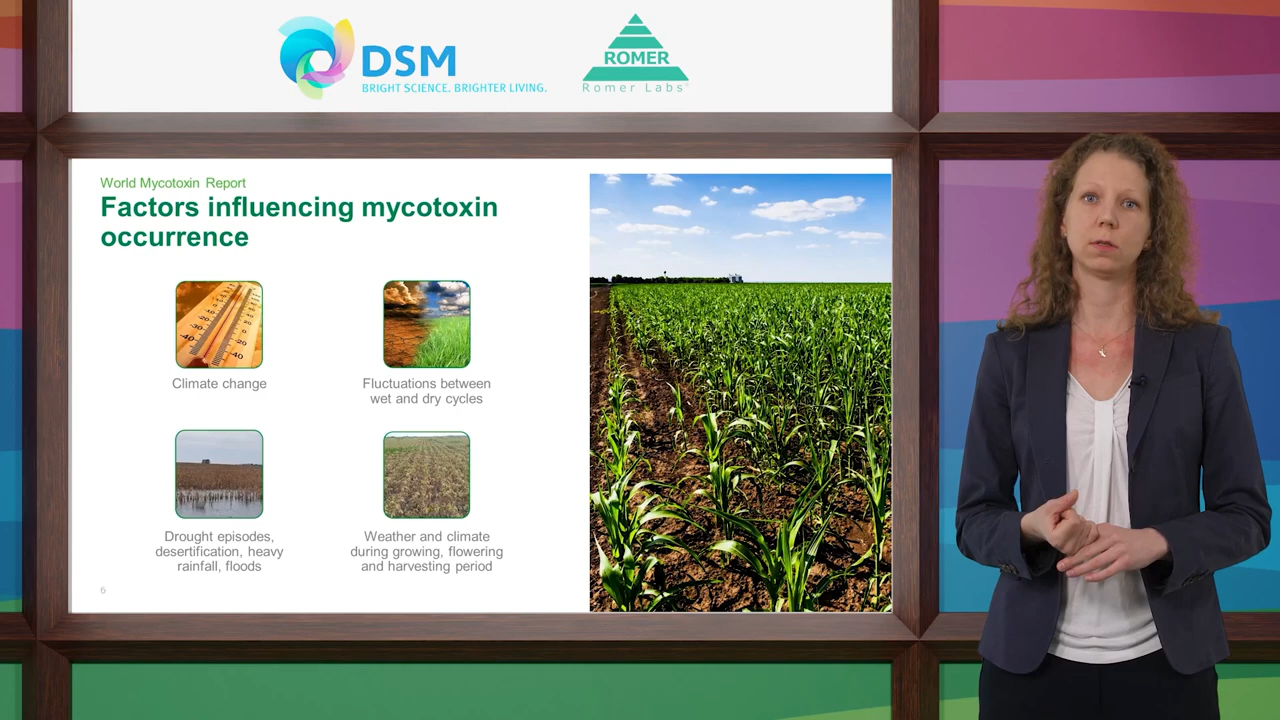 DSM
BRIGHT SCIENCE. BRIGHTER LIVING.
ROMER
Romer Labs®
World Mycotoxin Report
Factors influencing mycotoxin
occurrence
Climate change
Fluctuations between
wet and dry cycles
Drought episodes,
desertification, heavy
rainfall, floods
Weather and climate
during growing, flowering
and harvesting period
6